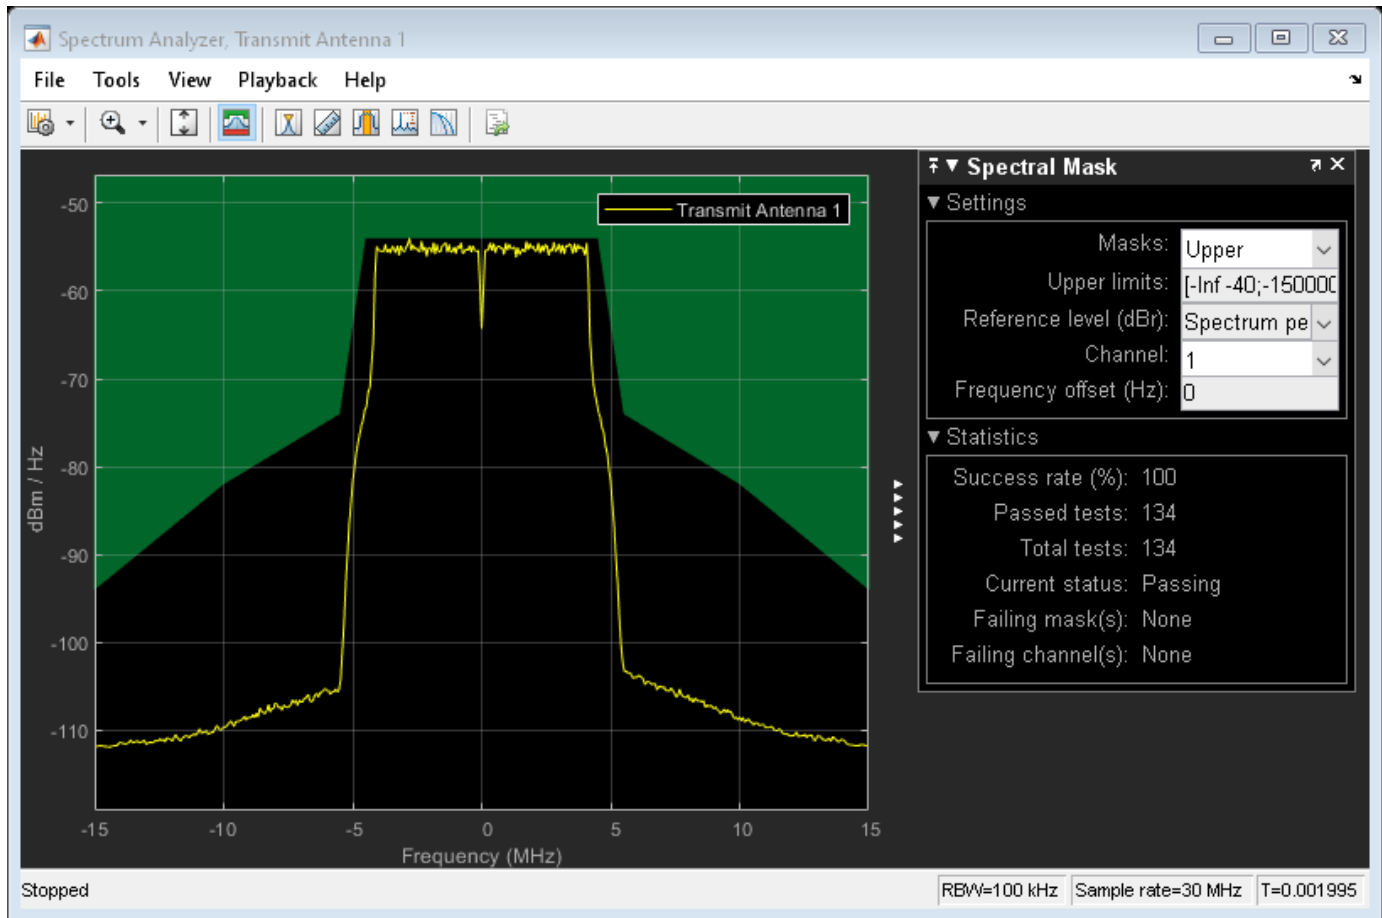 Spectrum Analyzer, Transmit Antenna 1
File Tools View Playback Help
-50
-60
-70
-80
-90
-100
-110
dBm / Hz
-15 -10 -5 0 5 10 15
Frequency (MHz)
Transmit Antenna 1
Spectral Mask
Settings
Masks: Upper
Upper limits: [-Inf -40;-150000
Reference level (dBr): Spectrum pe
Channel: 1
Frequency offset (Hz): 0
Statistics
Success rate (%): 100
Passed tests: 134
Total tests: 134
Current status: Passing
Failing mask(s): None
Failing channel(s): None
Stopped RBW=100 kHz Sample rate=30 MHz T=0.001995